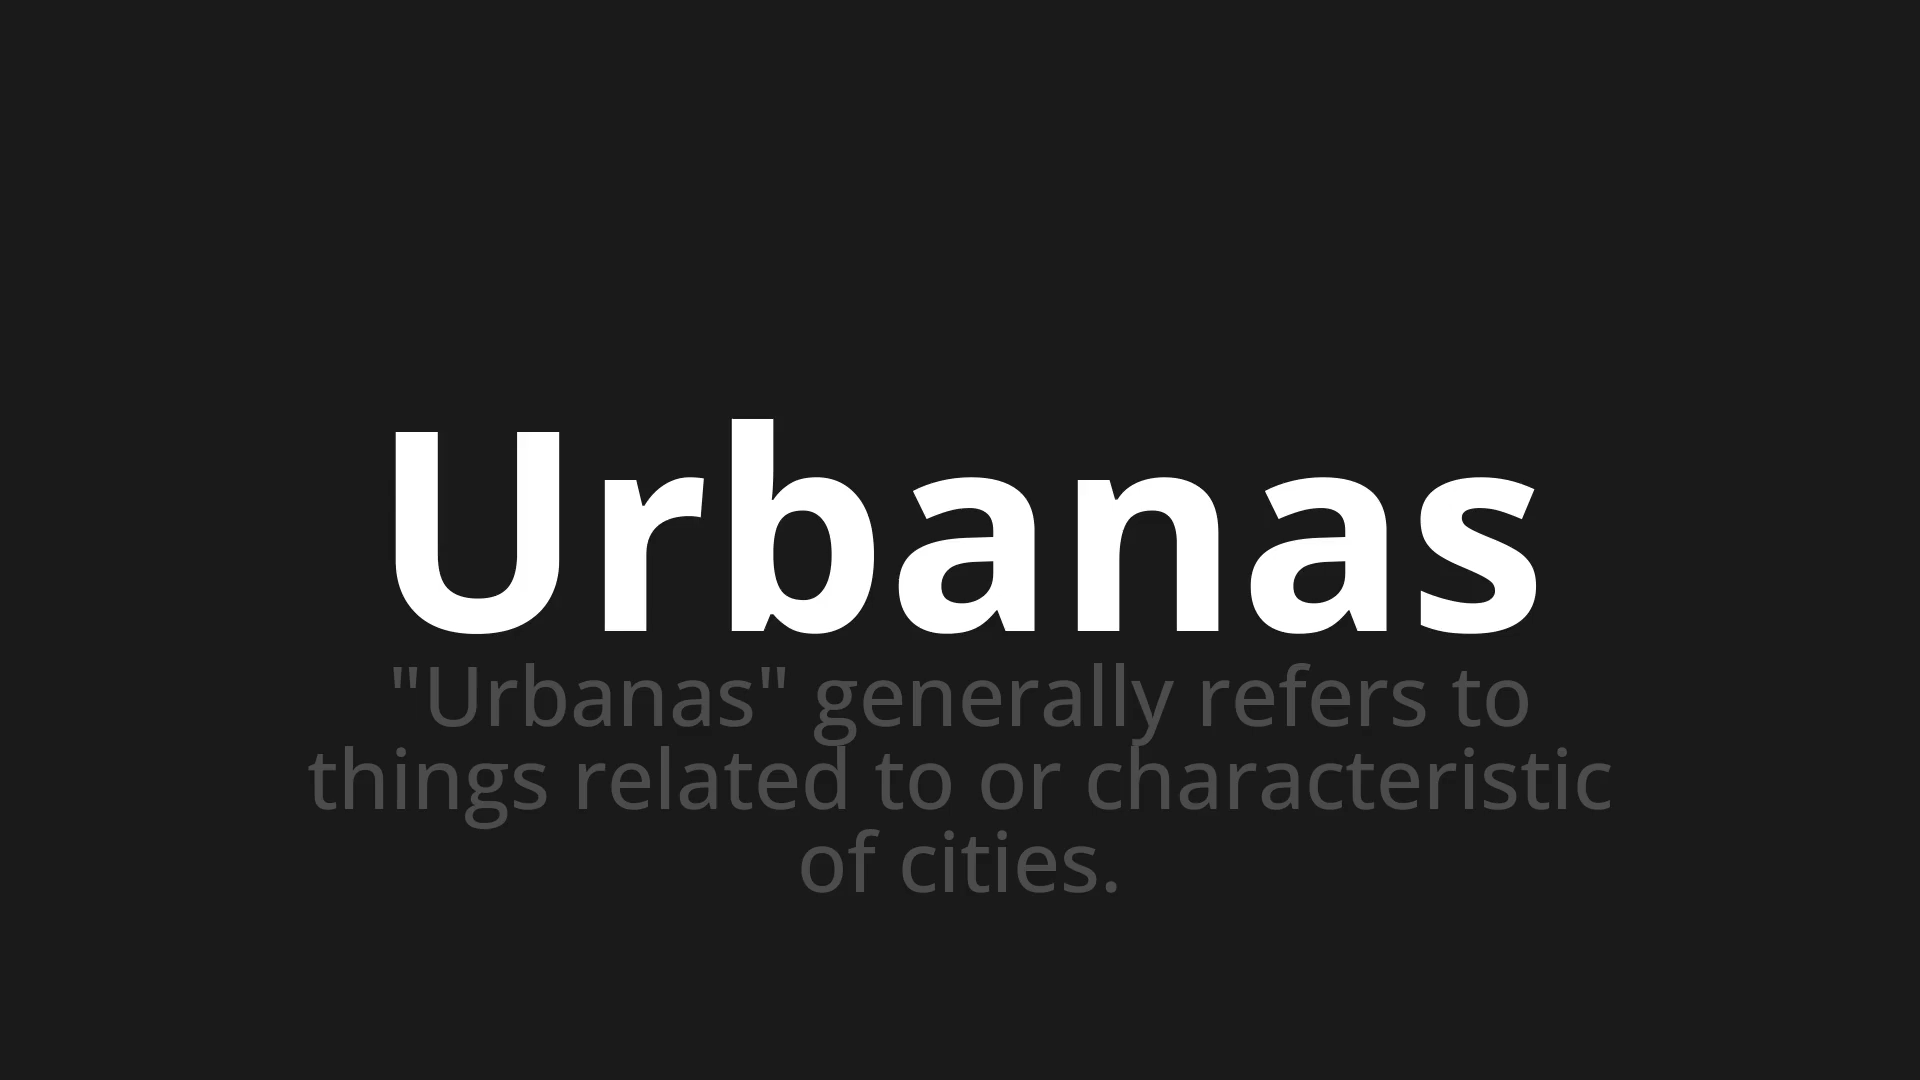 Urbanas
"Urbanas" generally refers to
things related to or characteristic
of cities.